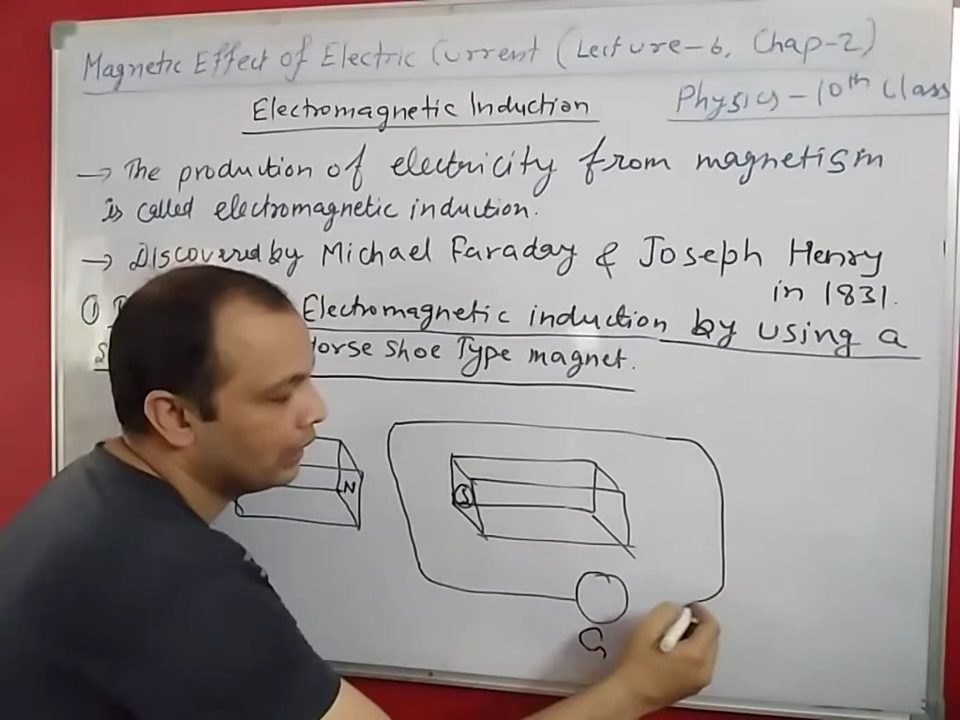 Magnetic Effect of Electric Current (Lecture-6, Chap-2)
Electromagnetic Induction
Physics - 10th Class
→ The production of electricity from magnetism
is called electromagnetic induction.
→ Discovered by Michael Faraday & Joseph Henry
in 1831.
① Electromagnetic induction by using a
Horse Shoe Type magnet.
N
S
G